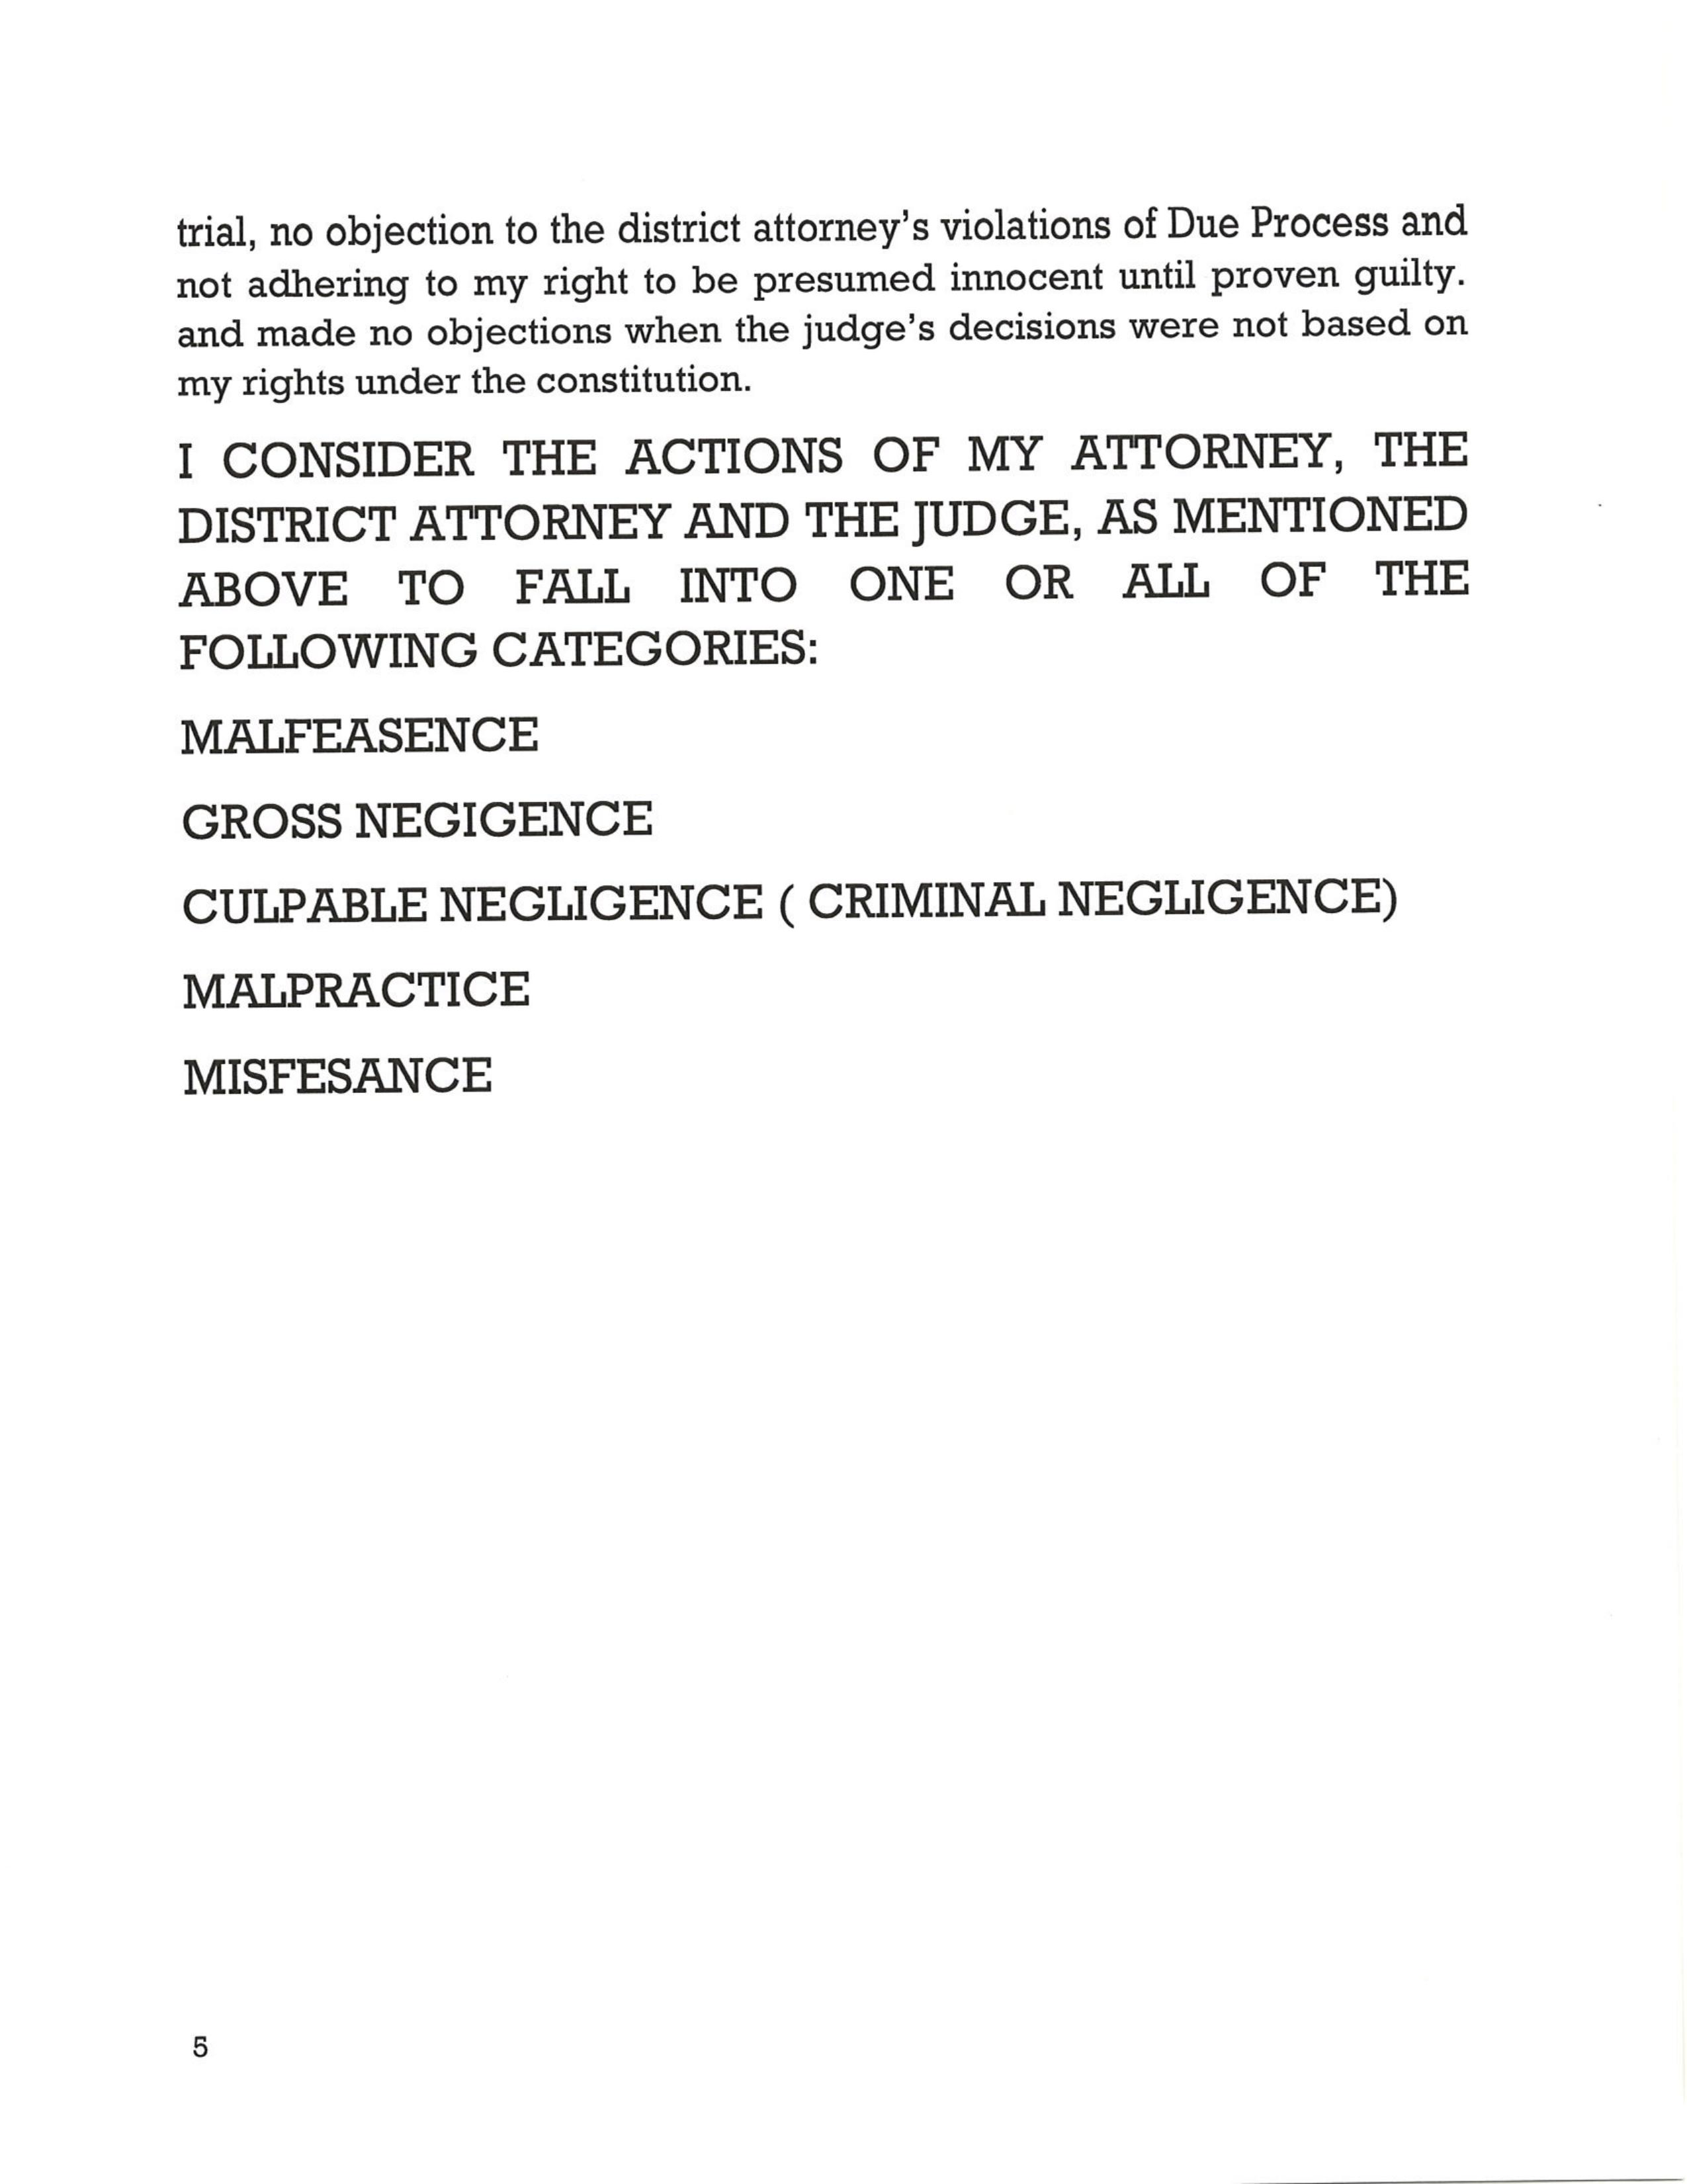 trial, no objection to the district attorney's violations of Due Process and
not adhering to my right to be presumed innocent until proven guilty.
and made no objections when the judge's decisions were not based on
my rights under the constitution.
I CONSIDER THE ACTIONS OF MY ATTORNEY, THE
DISTRICT ATTORNEY AND THE JUDGE, AS MENTIONED
ABOVE TO FALL INTO ONE OR ALL OF THE
FOLLOWING CATEGORIES:
MALFEASENCE
GROSS NEGIGENCE
CULPABLE NEGLIGENCE ( CRIMINAL NEGLIGENCE)
MALPRACTICE
MISFESANCE
5